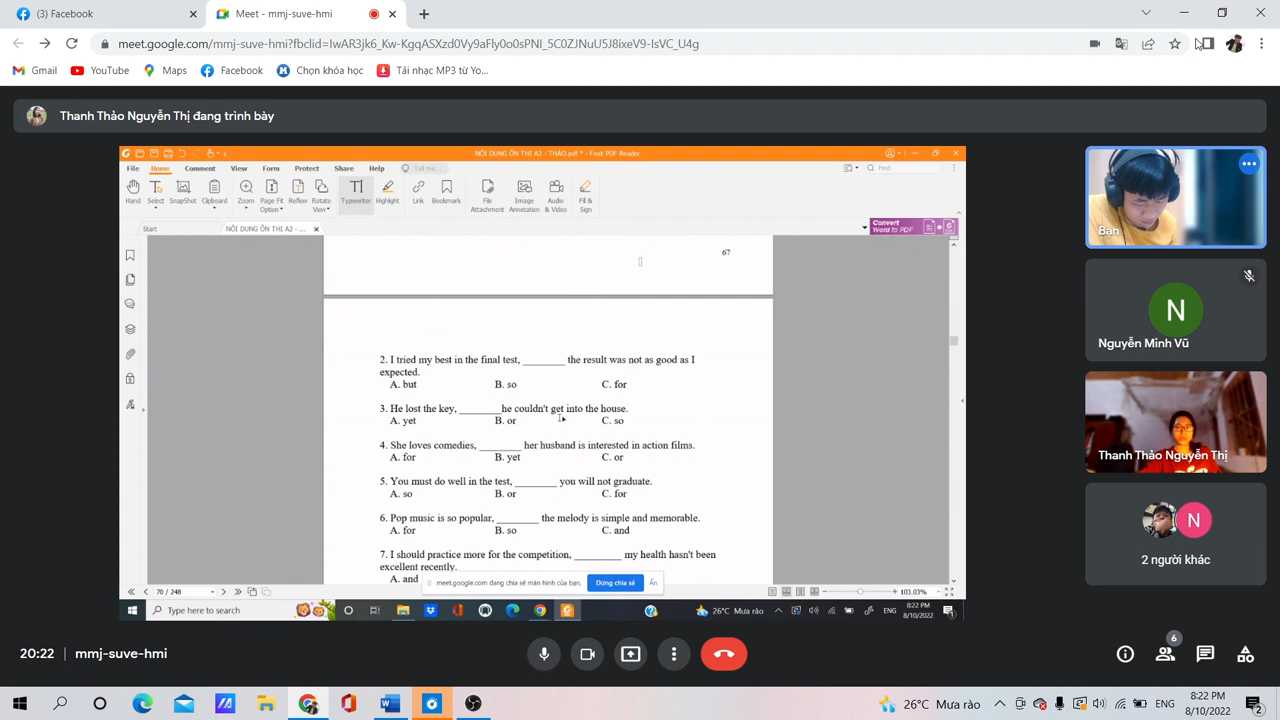 (3) Facebook
Meet - mmj-suve-hmi
meet.google.com/mmj-suve-hmi?fbclid=IwAR3jk6_Kw-KgqASXzd0Vy9aFly0o0sPNI_5C0ZJNuU5J8ixeV9-IsVC_U4g
Gmail YouTube Maps Facebook Chọn khóa học Tải nhạc MP3 từ Yo...
Thanh Thảo Nguyễn Thị đang trình bày
NỘI DUNG ÔN THI A2 - THẢO.pdf * - Foxit PDF Reader
File Home Comment View Form Protect Share Help Tell me... Find
Hand Select SnapShot Clipboard Zoom Page Fit Option Reflow Rotate View Typewriter Highlight Link Bookmark File Attachment Image Annotation Audio & Video Fill & Sign
Start NỘI DUNG ÔN THI A2 - ... Convert Word to PDF
67
2. I tried my best in the final test, ________ the result was not as good as I
expected.
A. but B. so C. for
3. He lost the key, ________he couldn't get into the house.
A. yet B. or C. so
4. She loves comedies, ________ her husband is interested in action films.
A. for B. yet C. or
5. You must do well in the test, ________ you will not graduate.
A. so B. or C. for
6. Pop music is so popular, ________ the melody is simple and memorable.
A. for B. so C. and
7. I should practice more for the competition, ________ my health hasn't been
excellent recently.
A. and
meet.google.com đang chia sẻ màn hình của bạn. Dừng chia sẻ Ẩn
70 / 248 103.03%
Type here to search 26°C Mưa rào ENG 8:22 PM
8/10/2022
Bạn
N
Nguyễn Minh Vũ
Thanh Thảo Nguyễn Thị
N
2 người khác
20:22 mmj-suve-hmi 6
26°C Mưa rào ENG 8:22 PM
8/10/2022 2